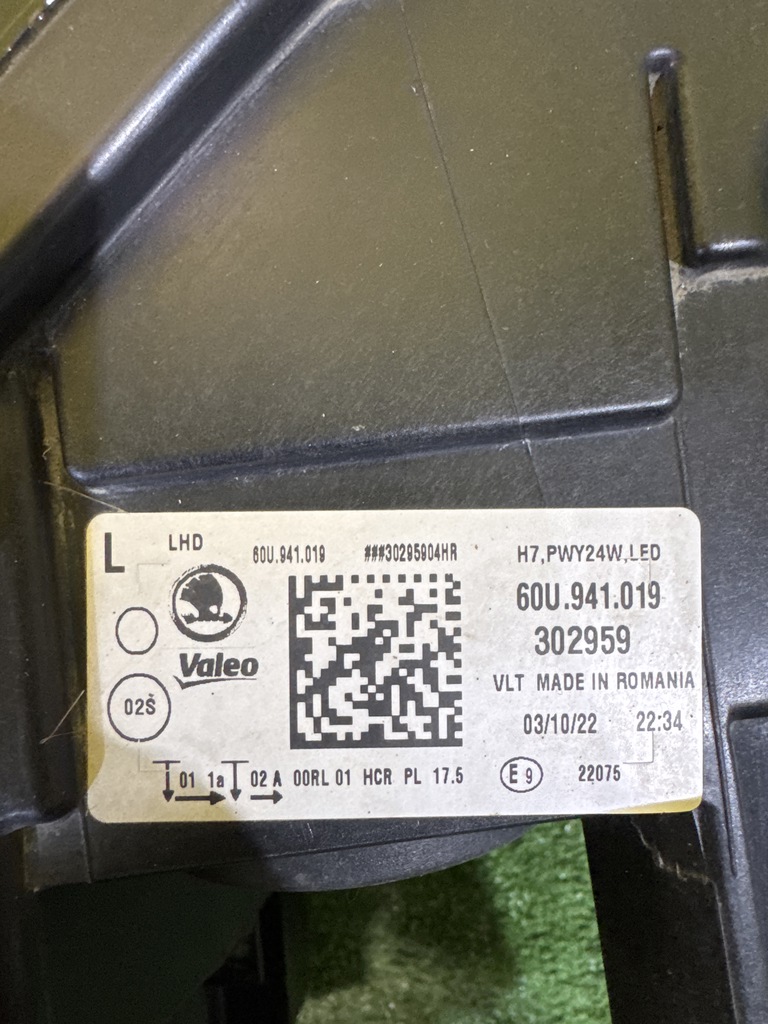 L LHD 60U.941.019 ###30295904HR H7,PWY24W,LED
60U.941.019
302959
Valeo
VLT MADE IN ROMANIA
02Š
03/10/22 22:34
01 1a 02 A 00RL 01 HCR PL 17.5 E9 22075